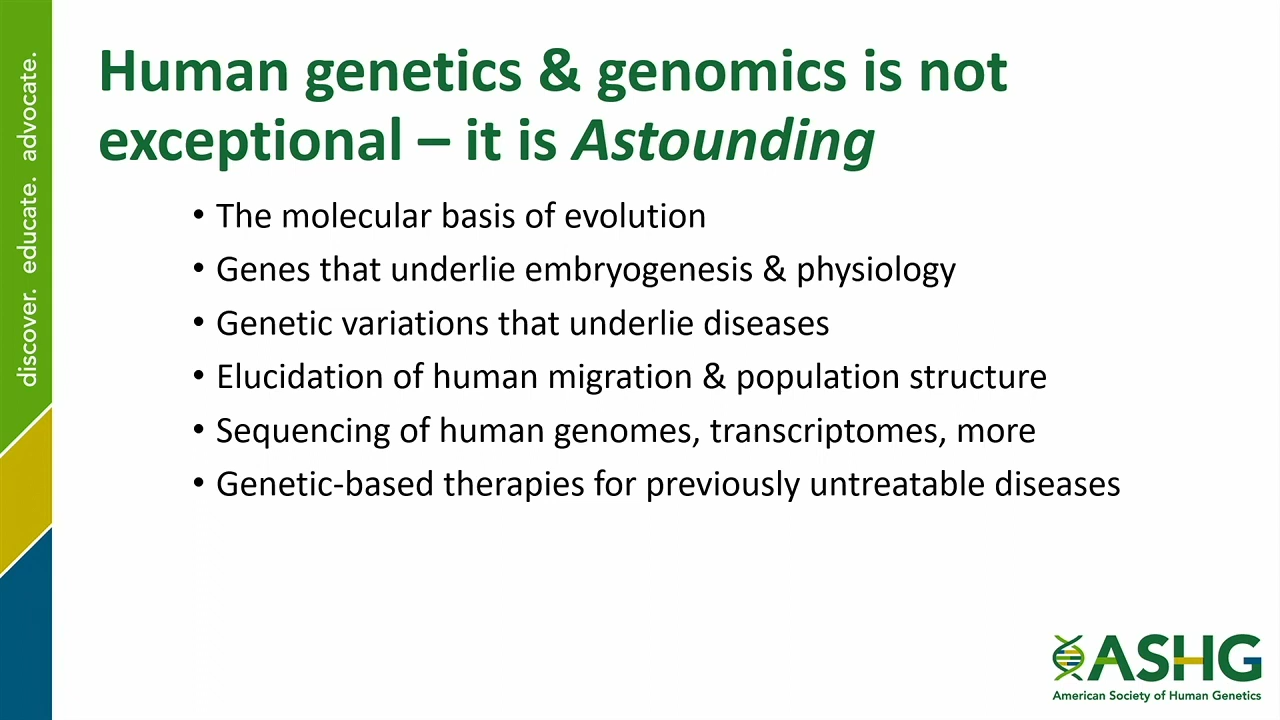 discover. educate. advocate.
Human genetics & genomics is not
exceptional – it is Astounding
• The molecular basis of evolution
• Genes that underlie embryogenesis & physiology
• Genetic variations that underlie diseases
• Elucidation of human migration & population structure
• Sequencing of human genomes, transcriptomes, more
• Genetic-based therapies for previously untreatable diseases
ASHG
American Society of Human Genetics